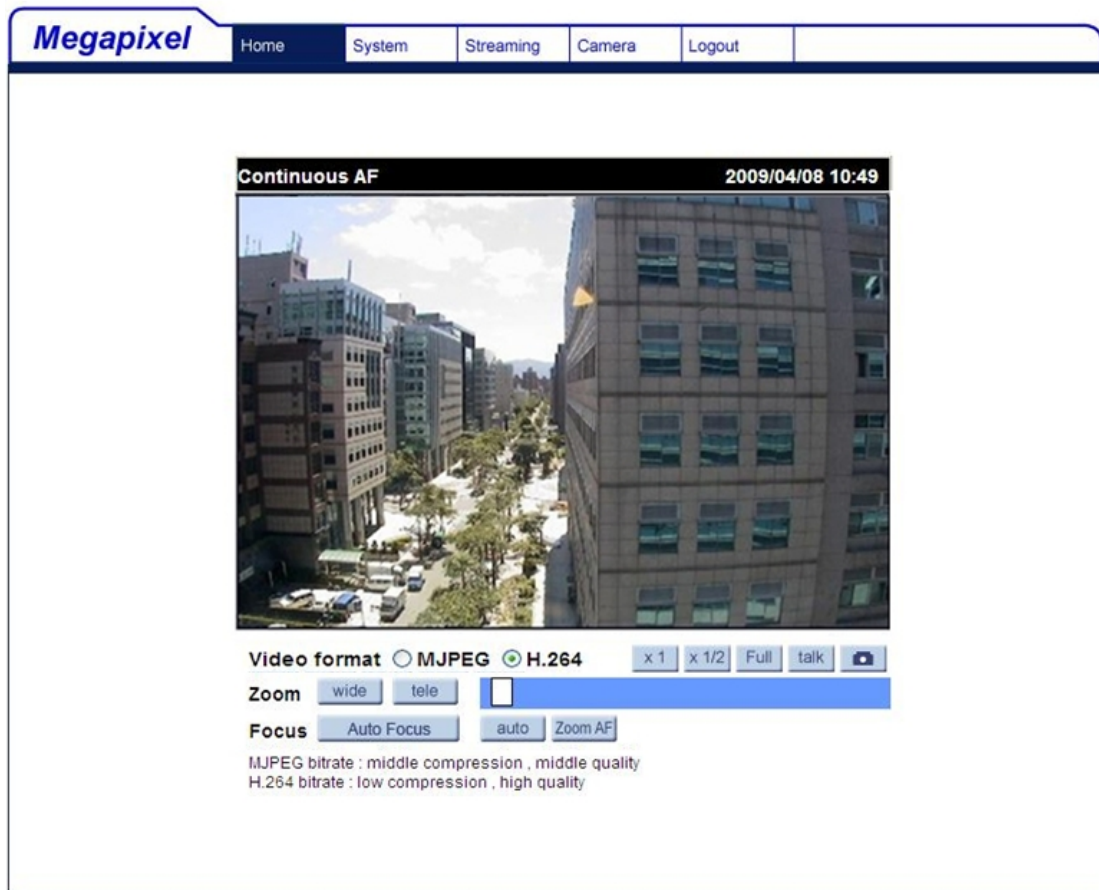 Megapixel
Home System Streaming Camera Logout
Continuous AF 2009/04/08 10:49
Video format MJPEG H.264 x 1 x 1/2 Full talk
Zoom wide tele
Focus Auto Focus auto Zoom AF
MJPEG bitrate : middle compression , middle quality
H.264 bitrate : low compression , high quality